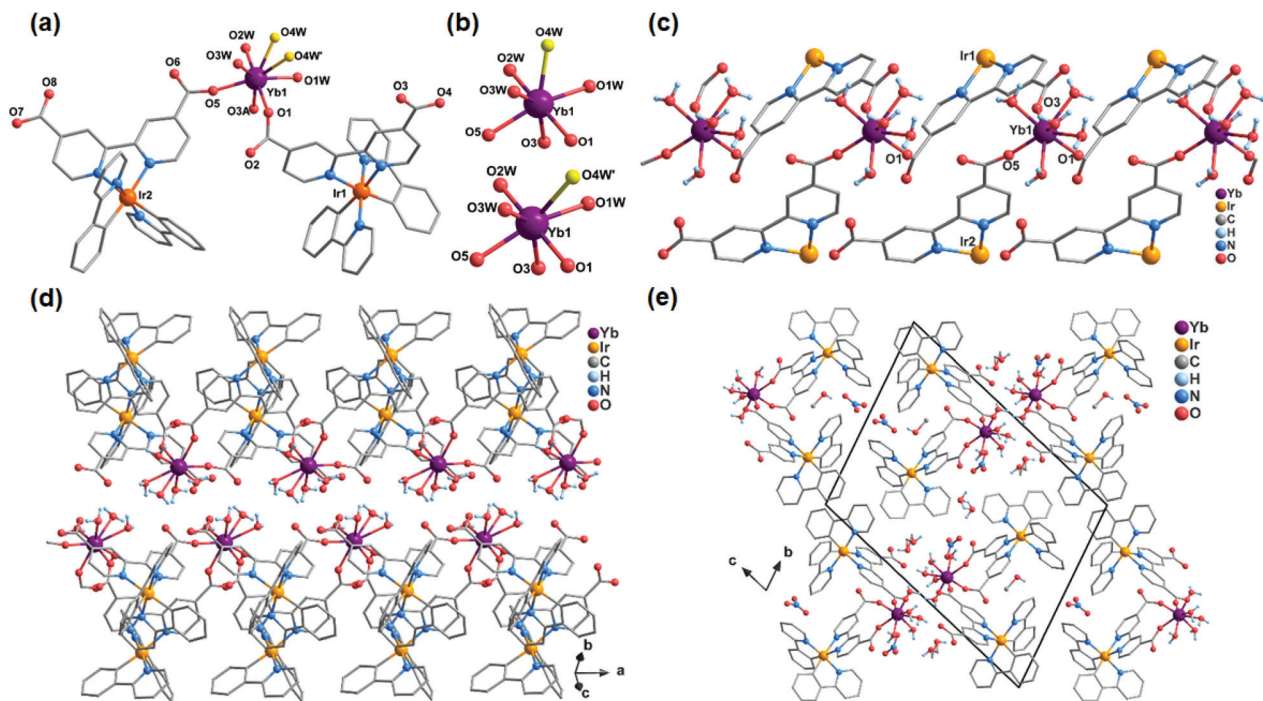 (a)
O2W
O4W
O3W
O4W'
O8
O6
O1W
O7
O5
Yb1
O3A
O1
O3
O4
O2
Ir2
Ir1
(b)
O4W
O2W
O3W
O1W
Yb1
O5
O3
O1
O2W
O4W'
O3W
O1W
Yb1
O5
O3
O1
(c)
Ir1
O3
Yb1
O1
O5
O1
Ir2
Yb
Ir
C
H
N
O
(d)
Yb
Ir
C
H
N
O
b
a
c
(e)
Yb
Ir
C
H
N
O
c
b